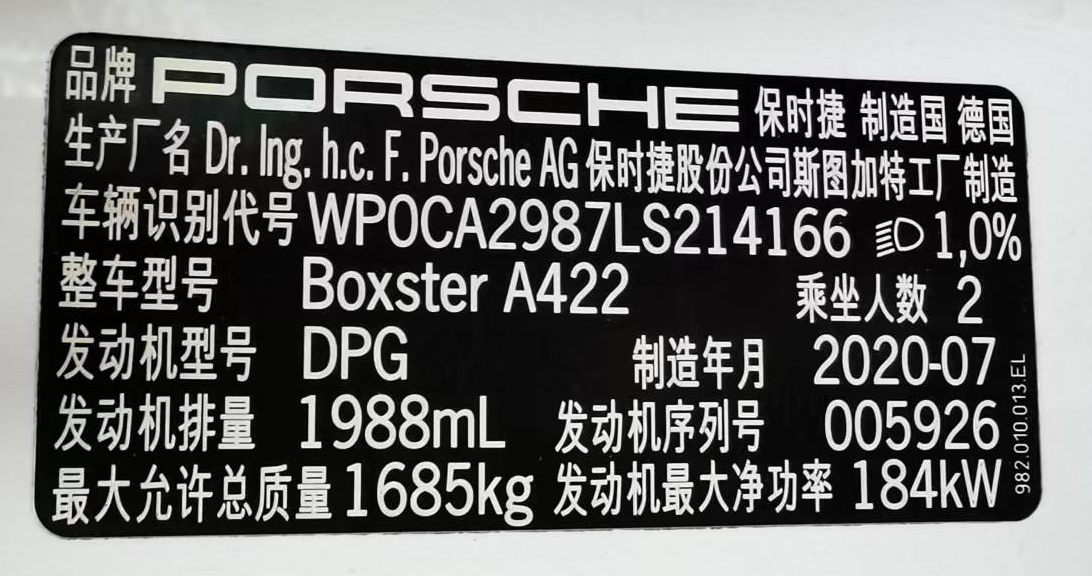 品牌 PORSCHE 保时捷 制造国 德国
生产厂名 Dr. Ing. h.c. F. Porsche AG 保时捷股份公司斯图加特工厂制造
车辆识别代号 WP0CA2987LS214166 1,0%
整车型号 Boxster A422 乘坐人数 2
发动机型号 DPG 制造年月 2020-07
发动机排量 1988mL 发动机序列号 005926
最大允许总质量 1685kg 发动机最大净功率 184kW
982.010.013.EL